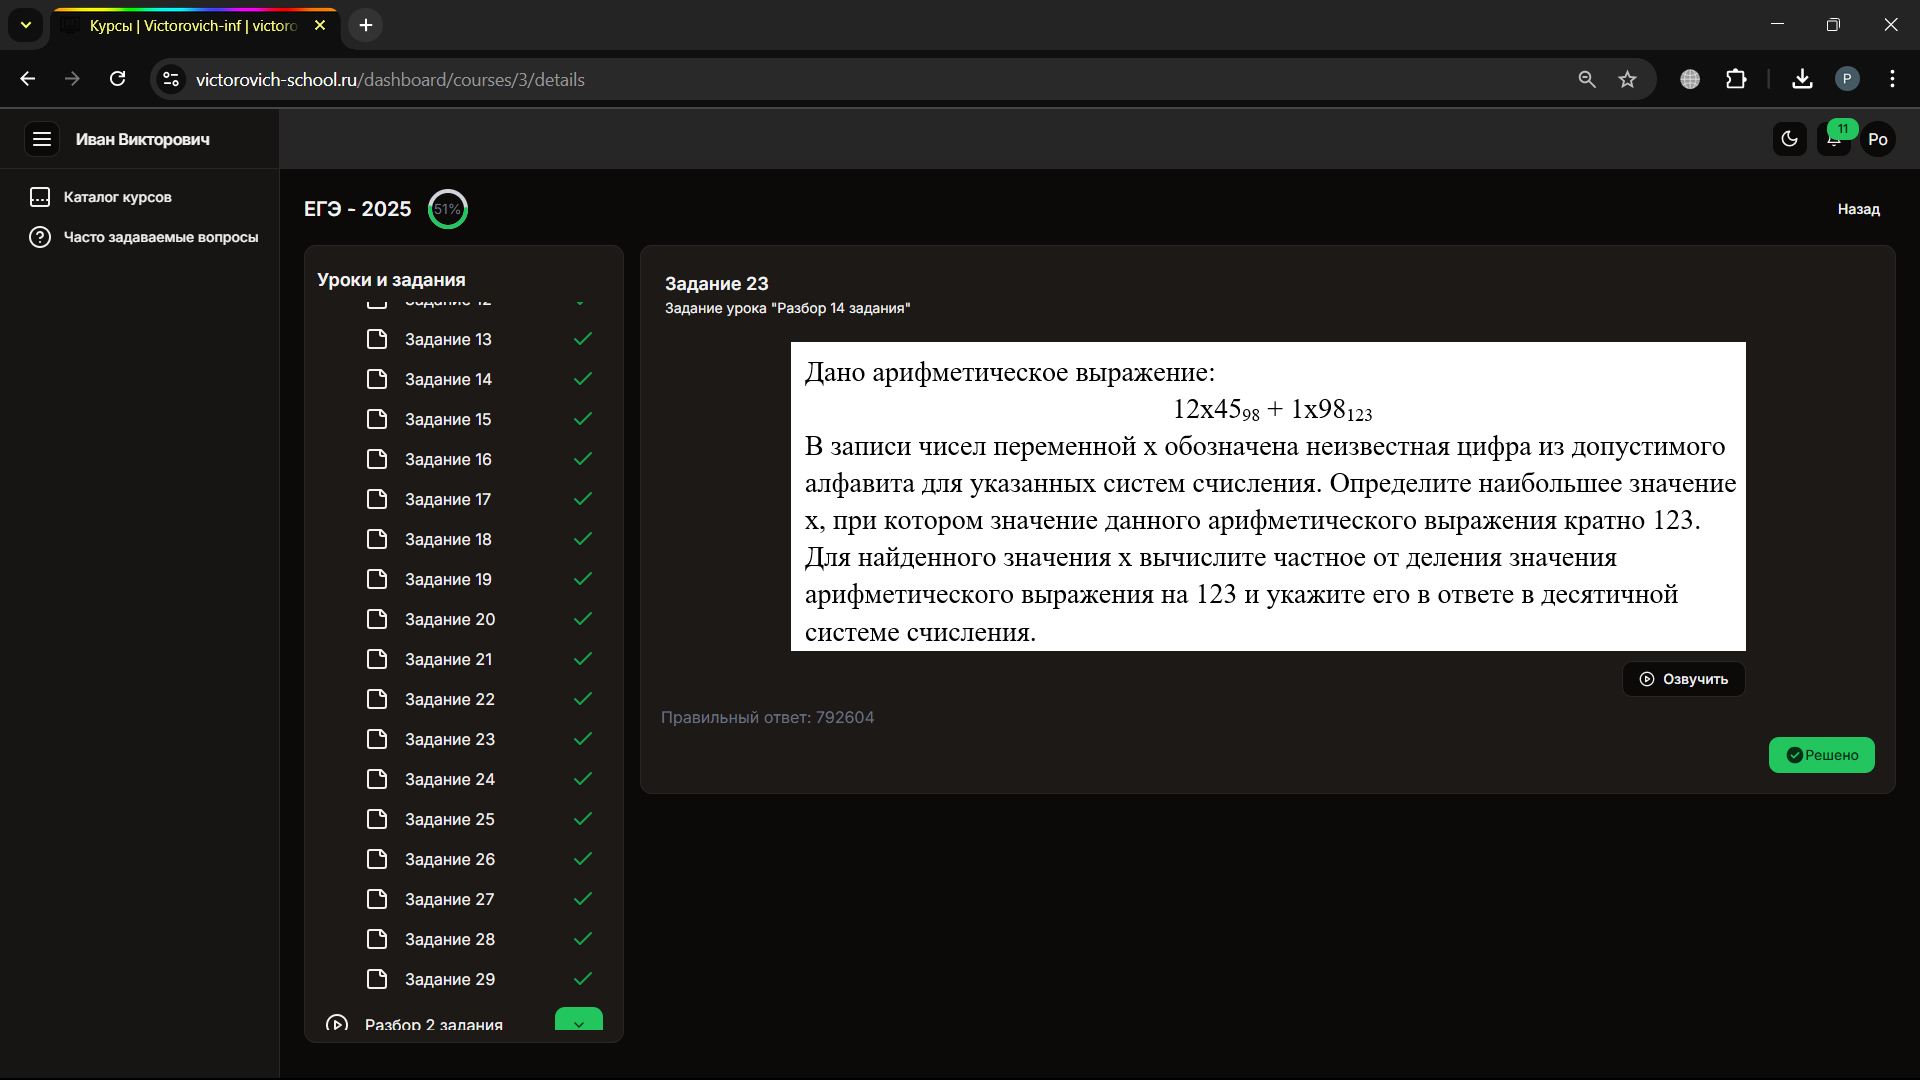 Курсы | Victorovich-inf | victoro
victorovich-school.ru/dashboard/courses/3/details
P
Иван Викторович
11
Po
Каталог курсов
Часто задаваемые вопросы
ЕГЭ - 2025
51%
Назад
Уроки и задания
Задание 12
Задание 13
Задание 14
Задание 15
Задание 16
Задание 17
Задание 18
Задание 19
Задание 20
Задание 21
Задание 22
Задание 23
Задание 24
Задание 25
Задание 26
Задание 27
Задание 28
Задание 29
Разбор 2 задания
Задание 23
Задание урока "Разбор 14 задания"
Дано арифметическое выражение:
12x45₉₈ + 1x98₁₂₃
В записи чисел переменной x обозначена неизвестная цифра из допустимого
алфавита для указанных систем счисления. Определите наибольшее значение
x, при котором значение данного арифметического выражения кратно 123.
Для найденного значения x вычислите частное от деления значения
арифметического выражения на 123 и укажите его в ответе в десятичной
системе счисления.
Озвучить
Правильный ответ: 792604
Решено